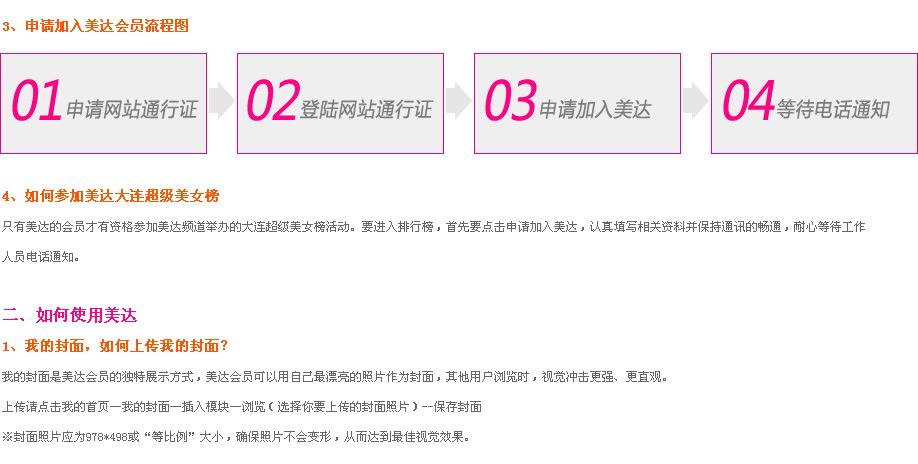 3、申请加入美达会员流程图
01申请网站通行证
02登陆网站通行证
03申请加入美达
04等待电话通知
4、如何参加美达大连超级美女榜
只有美达的会员才有资格参加美达频道举办的大连超级美女榜活动。要进入排行榜，首先要点击申请加入美达，认真填写相关资料并保持通讯的畅通，耐心等待工作
人员电话通知。
二、如何使用美达
1、我的封面，如何上传我的封面？
我的封面是美达会员的独特展示方式，美达会员可以用自己最漂亮的照片作为封面，其他用户浏览时，视觉冲击更强、更直观。
上传请点击我的首页—我的封面—插入模块—浏览（选择你要上传的封面照片）--保存封面
※封面照片应为978*498或“等比例”大小，确保照片不会变形，从而达到最佳视觉效果。